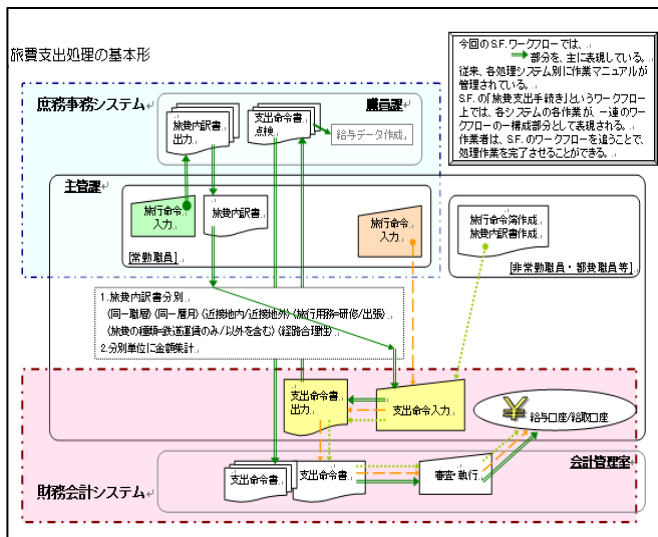 旅費支出処理の基本形
今回のS.F.ワークフローでは、
部分を、主に表現している。
従来、各処理システム別に作業マニュアルが
管理されている。
S.F.の「旅費支出手続き」というワークフロー
上では、各システムの各作業が、一連のワー
クフローの一構成部分として表現される。
作業者は、S.F.のワークフローを追うことで、
処理作業を完了させることができる。
庶務事務システム
職員課
旅費内訳書
出力
支出命令書
点検
給与データ作成
主管課
旅行命令
入力
旅費内訳書
[常勤職員]
旅行命令
入力
旅行命令簿作成
旅費内訳書作成
[非常勤職員・都費職員等]
1.旅費内訳書分別
(同一職層)(同一層月)(近接地内/近接地外)(旅行用務=研修/出張)
(旅費の種類=鉄道運賃のみ/以外を含む)(経路合理性)
2.分別単位に金額集計
支出命令書
出力
支出命令入力
¥ 給与口座/給取口座
会計管理室
財務会計システム
支出命令書
支出命令書
審査・執行